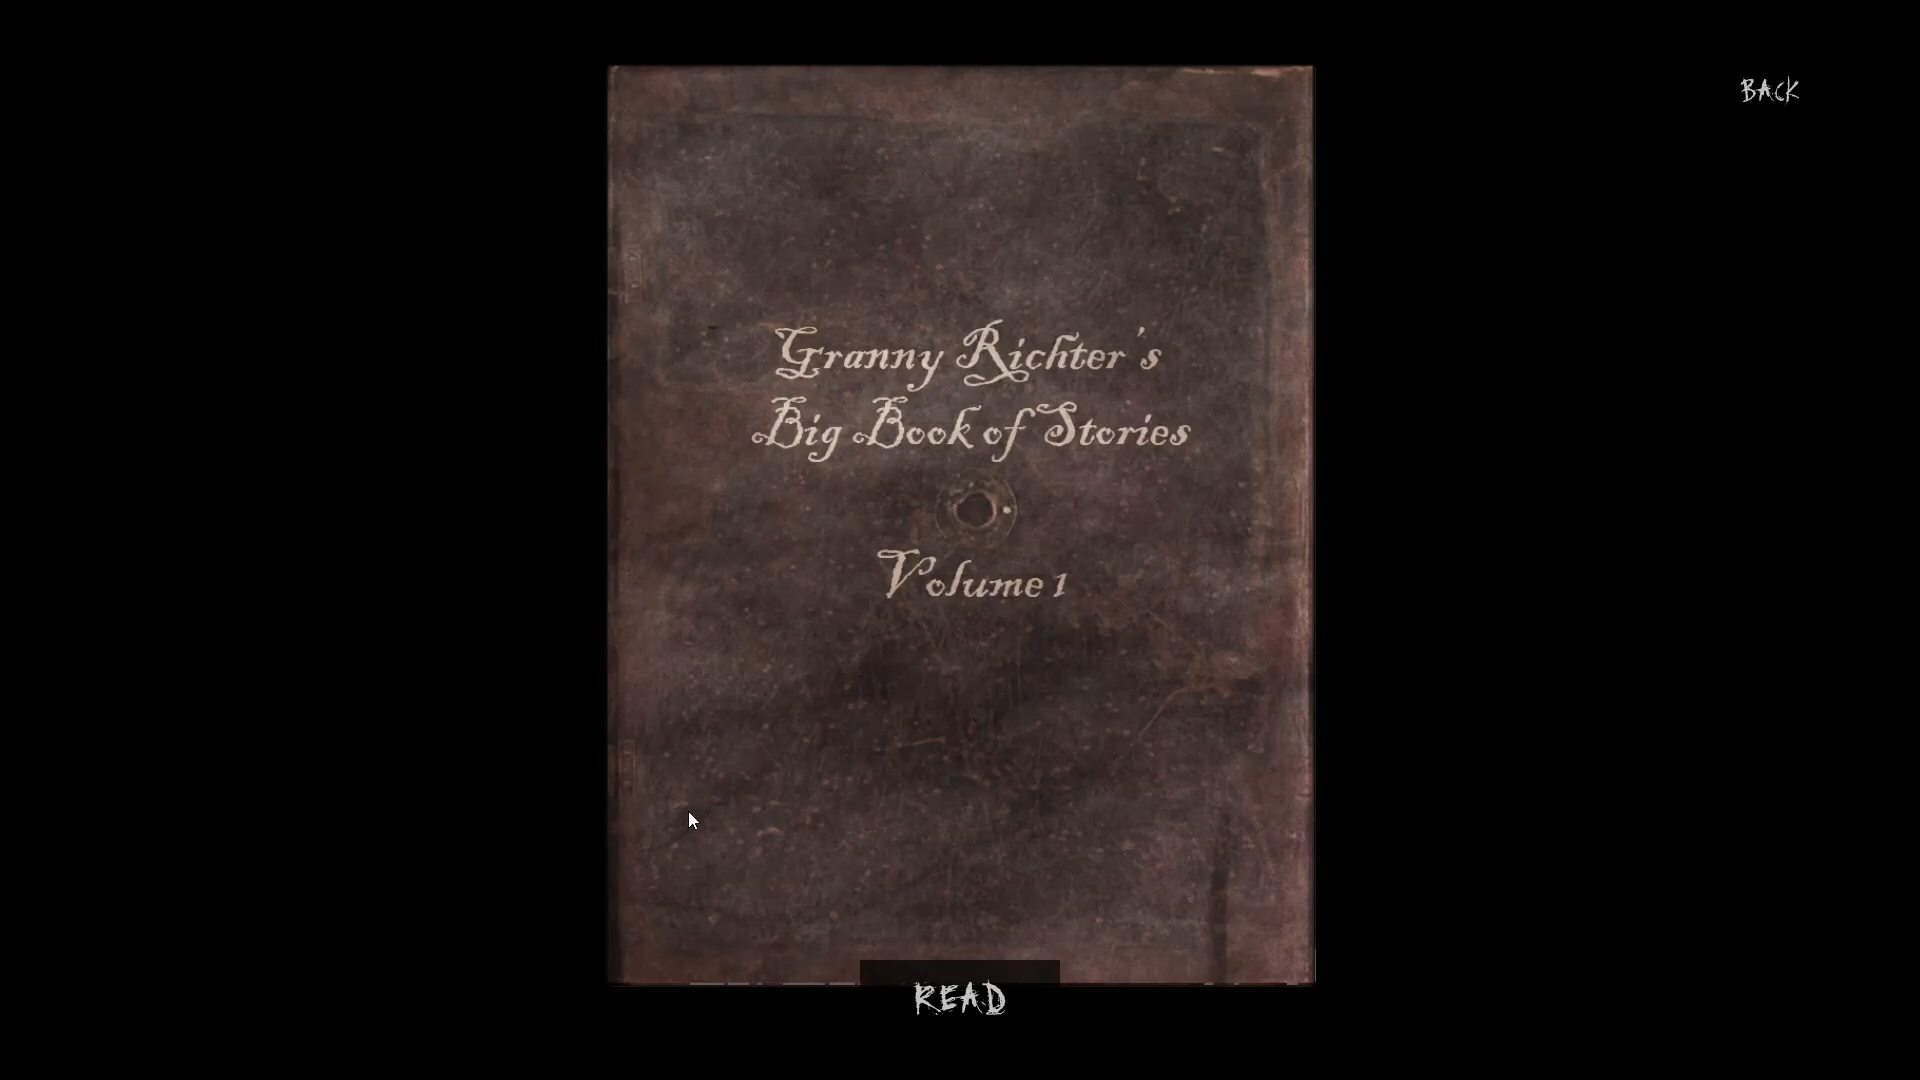 BACK
Granny Richter's
Big Book of Stories
Volume 1
READ